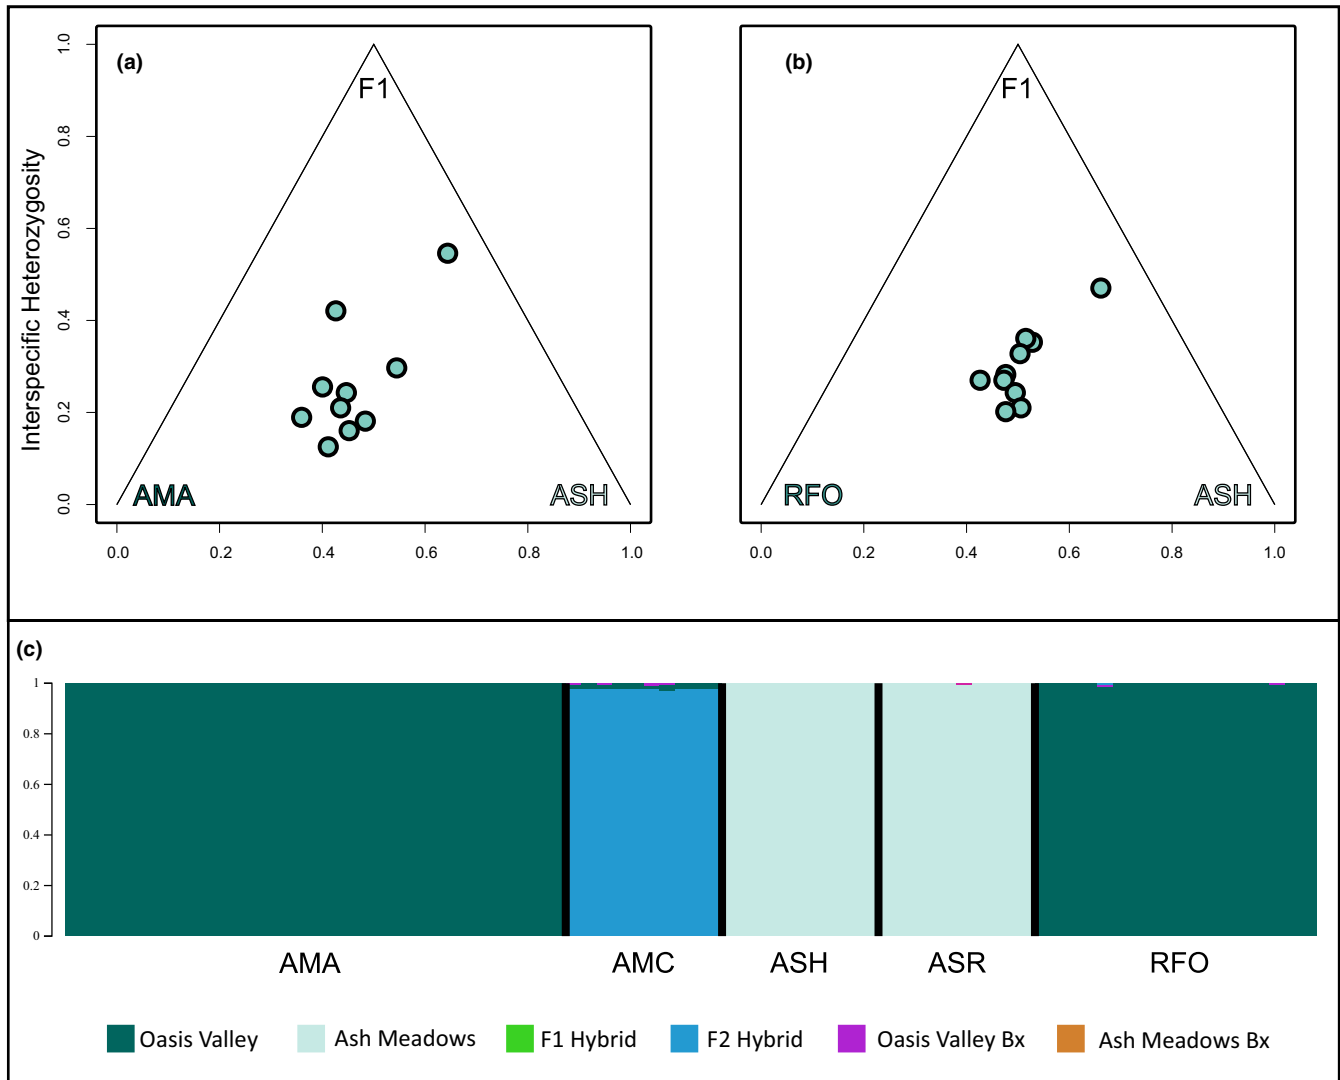 (a)
F1
AMA
ASH
Interspecific Heterozygosity
1.0
0.8
0.6
0.4
0.2
0.0
0.0 0.2 0.4 0.6 0.8 1.0
(b)
F1
RFO
ASH
0.0 0.2 0.4 0.6 0.8 1.0
(c)
1
0.8
0.6
0.4
0.2
0
AMA AMC ASH ASR RFO
Oasis Valley Ash Meadows F1 Hybrid F2 Hybrid Oasis Valley Bx Ash Meadows Bx